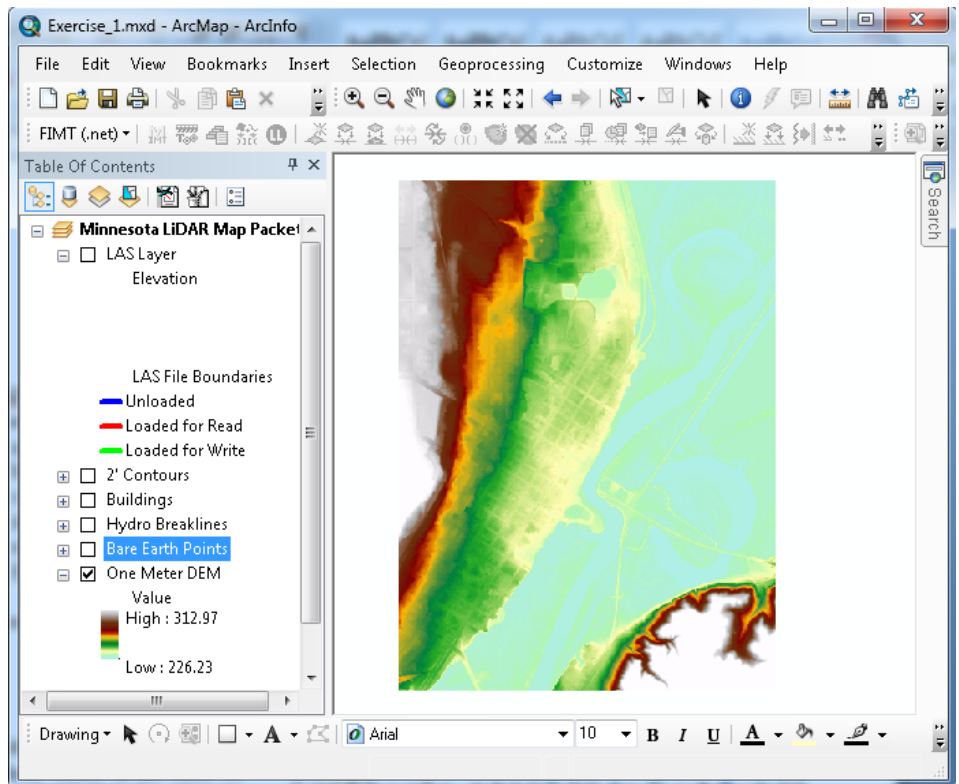 Exercise_1.mxd - ArcMap - ArcInfo
File Edit View Bookmarks Insert Selection Geoprocessing Customize Windows Help
FIMT (.net)
Table Of Contents
Search
Minnesota LiDAR Map Packet
LAS Layer
Elevation
LAS File Boundaries
Unloaded
Loaded for Read
Loaded for Write
2' Contours
Buildings
Hydro Breaklines
Bare Earth Points
One Meter DEM
Value
High : 312.97
Low : 226.23
Drawing A Arial 10 B I U A